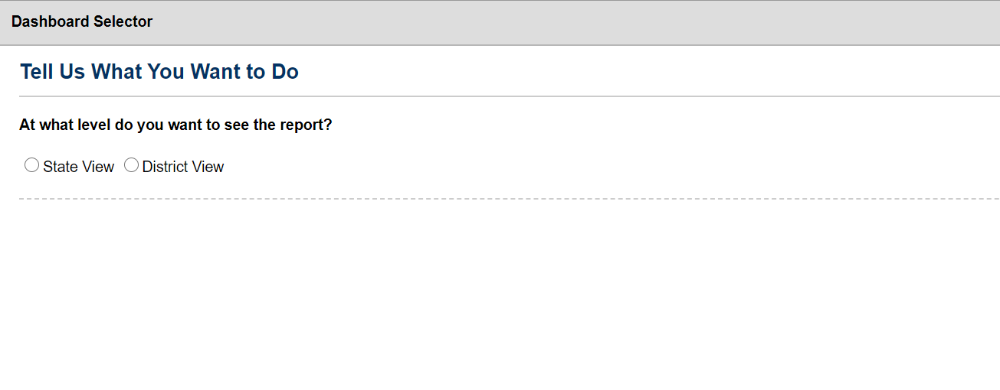 Dashboard Selector
Tell Us What You Want to Do
At what level do you want to see the report?
State View District View